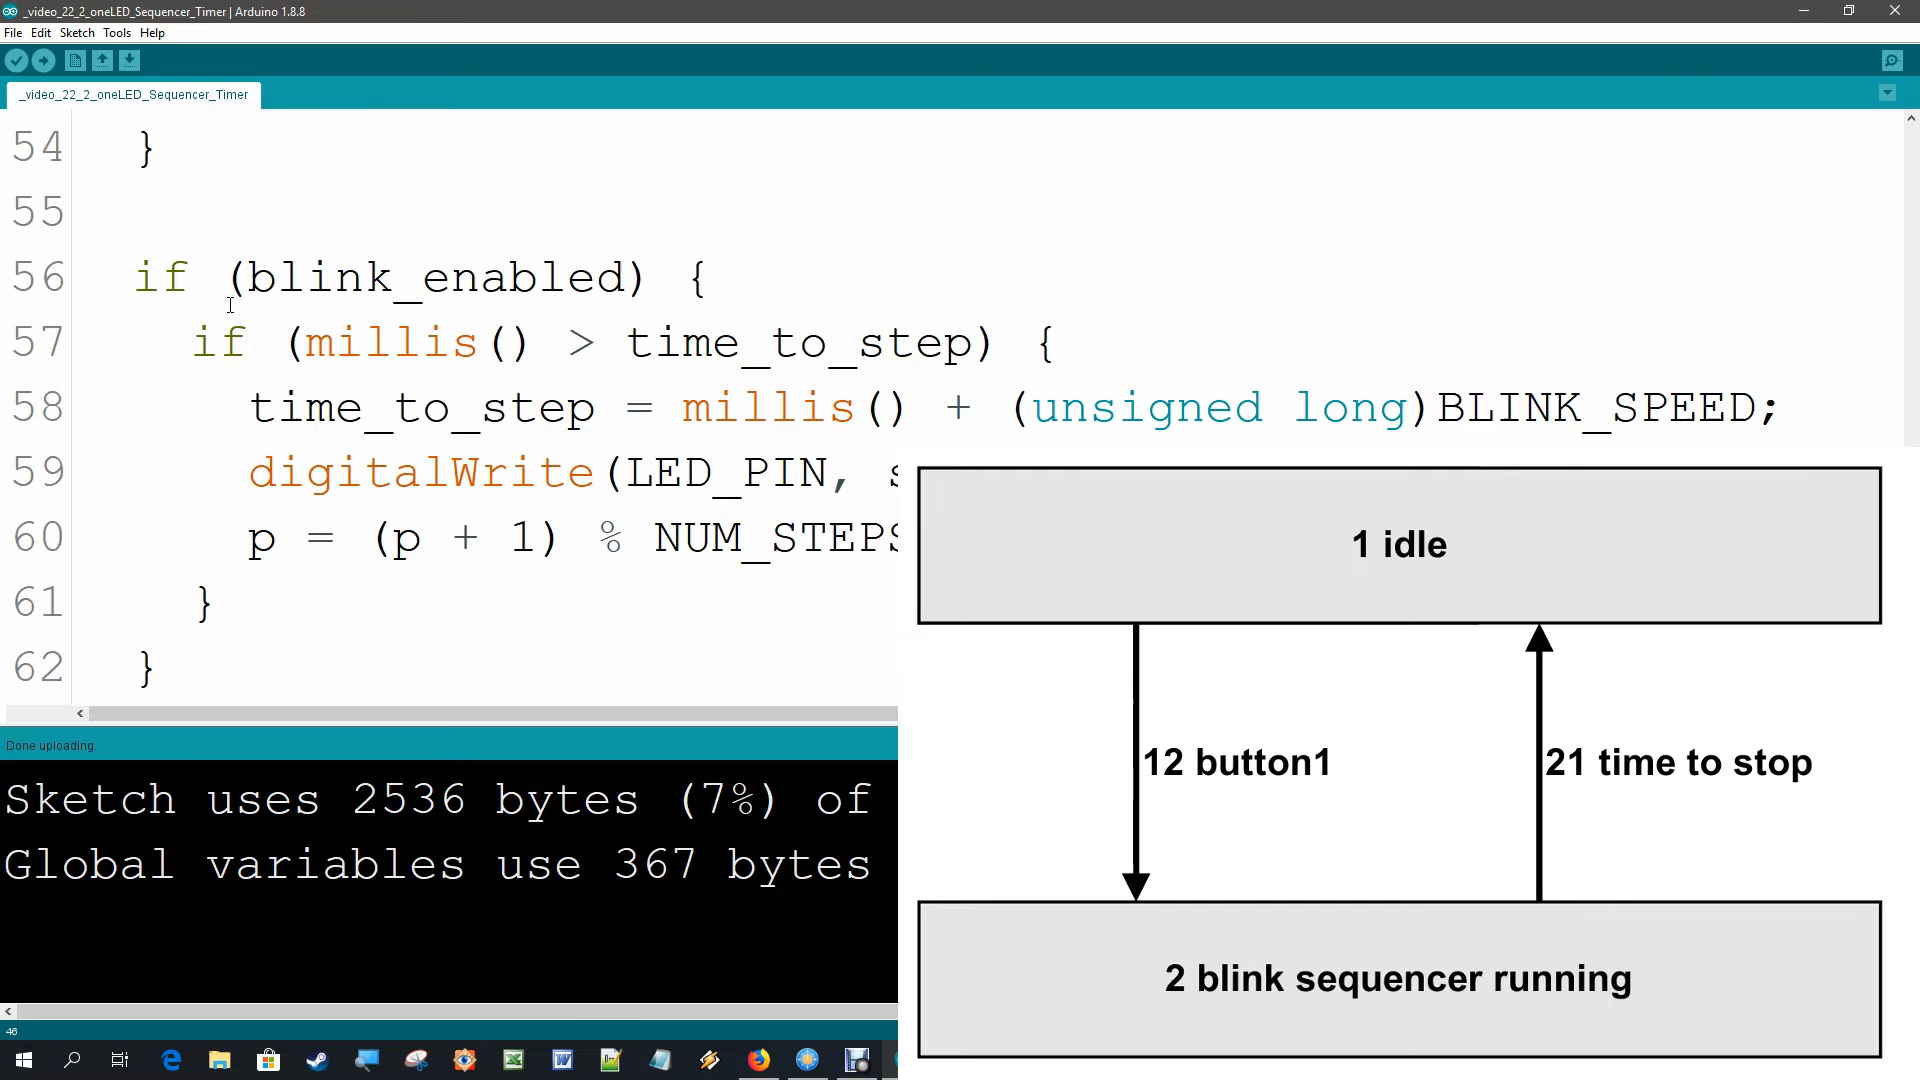 _video_22_2_oneLED_Sequencer_Timer | Arduino 1.8.8
File Edit Sketch Tools Help
_video_22_2_oneLED_Sequencer_Timer
54 }
55
56 if (blink_enabled) {
57 if (millis() > time_to_step) {
58 time_to_step = millis() + (unsigned long)BLINK_SPEED;
59 digitalWrite(LED_PIN, s
60 p = (p + 1) % NUM_STEPS
61 }
62 }
1 idle
12 button1
21 time to stop
2 blink sequencer running
Done uploading.
Sketch uses 2536 bytes (7%) of
Global variables use 367 bytes
46